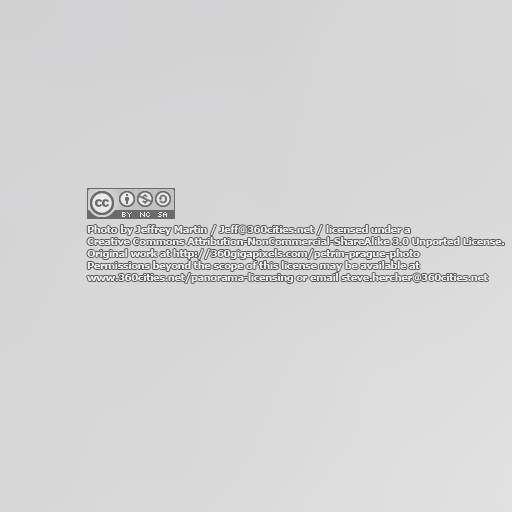 cc
BY NC SA
Photo by Jeffrey Martin / Jeff@360cities.net / licensed under a
Creative Commons Attribution-NonCommercial-ShareAlike 3.0 Unported License.
Original work at http://360gigapixels.com/petrin-prague-photo
Permissions beyond the scope of this license may be available at
www.360cities.net/panorama-licensing or email steve.hercher@360cities.net